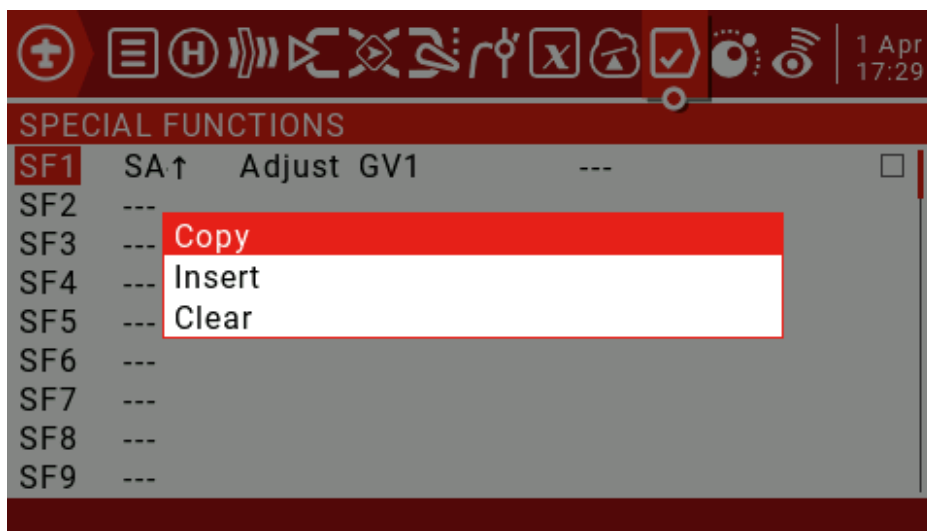 H x 1 Apr
17:29
SPECIAL FUNCTIONS
SF1 SA↑ Adjust GV1 ---
SF2 ---
SF3 ---
SF4 ---
SF5 ---
SF6 ---
SF7 ---
SF8 ---
SF9 ---
Copy
Insert
Clear